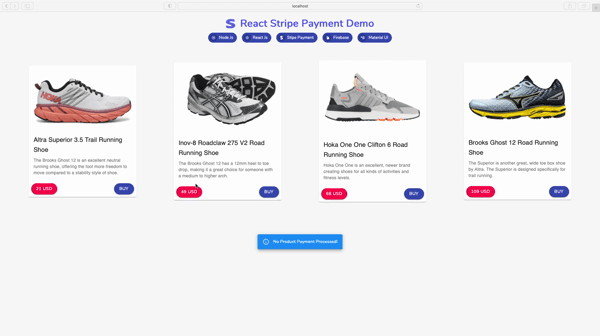 localhost
React Stripe Payment Demo
Node.Js
React.Js
Stipe Payment
Firebase
Material UI
HOKA
Altra Superior 3.5 Trail Running
Shoe
The Brooks Ghost 12 is an excellent neutral
running shoe, offering the foot more freedom to
move compared to a stability style of shoe.
31 USD
BUY
Inov-8 Roadclaw 275 V2 Road
Running Shoe
The Brooks Ghost 12 has a 12mm heel to toe
drop, making it a great choice for someone with
a medium to higher arch.
49 USD
BUY
Hoka One One Clifton 6 Road
Running Shoe
Hoka One One is an excellent, newer brand
creating shoes for all kinds of activities and
fitness levels.
66 USD
BUY
Brooks Ghost 12 Road Running
Shoe
The Superior is another great, wide toe box shoe
by Altra. The Superior is designed specifically for
trail running.
109 USD
BUY
No Product Payment Processed!